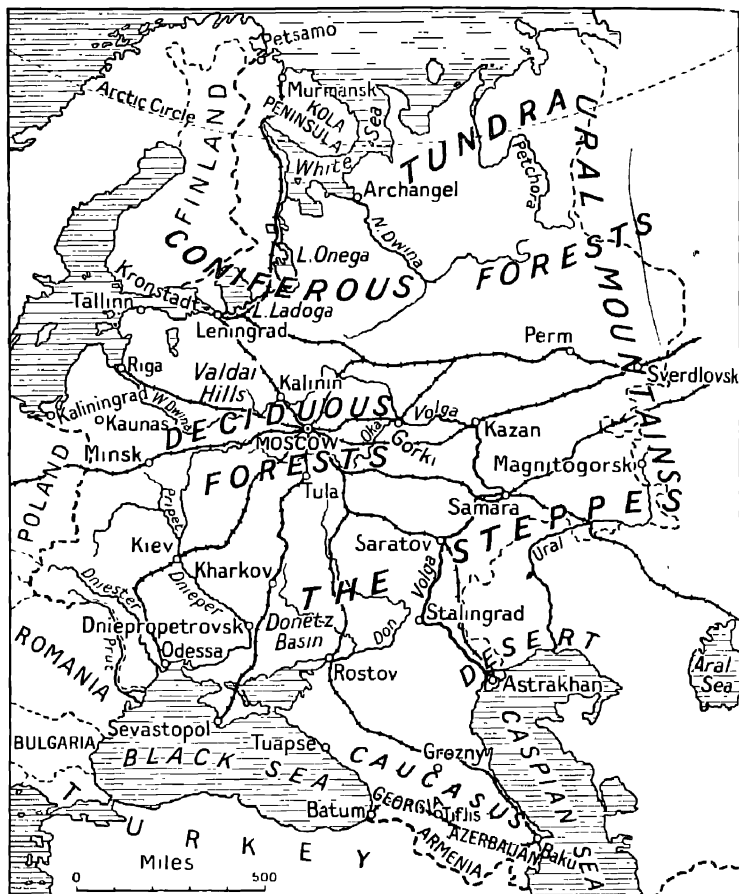 Petsamo
Murmansk
KOLA
PENINSULA
Arctic Circle
FINLAND
White Sea
TUNDRA
URAL MOUNTAINS
Petchora
Archangel
N. Dwina
CONIFEROUS FORESTS
L. Onega
Kronstadt
Tallinn
L. Ladoga
Leningrad
Perm
Sverdlovsk
Riga
Valdai
Hills
Kalinin
Kaliningrad
W. Dwina
Kaunas
DECIDUOUS
FORESTS
MOSCOW
Oka
Volga
Gorki
Kazan
Minsk
Magnitogorsk
POLAND
Tula
Samara
THE STEPPES
Pripet
Kiev
Kharkov
Saratov
Ural
Dniester
Dnieper
Volga
Dniepropetrovsk
Donetz
Basin
Don
Stalingrad
ROMANIA
Prut
Odessa
Rostov
DESERT
Astrakhan
Aral
Sea
Sevastopol
BULGARIA
BLACK SEA
Tuapse
CAUCASUS
Grozny
CASPIAN SEA
Batum
GEORGIA
Tiflis
AZERBAIJAN
Baku
ARMENIA
TURKEY
Miles
0 500